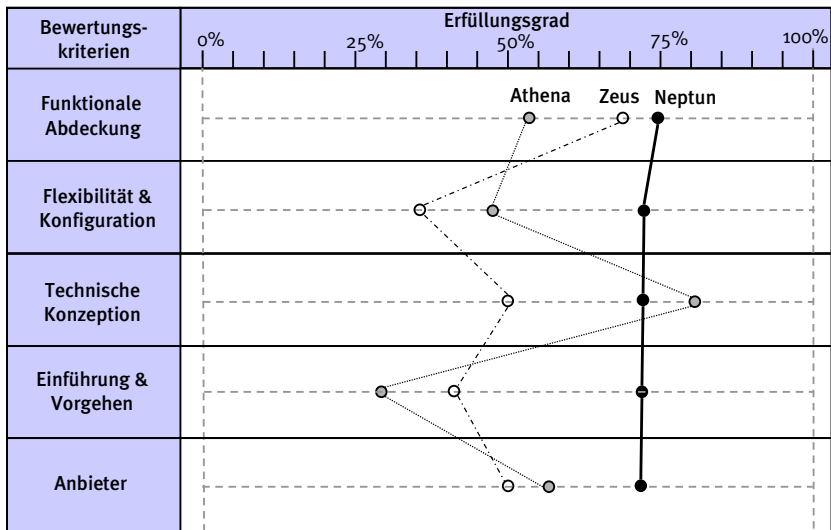 Bewertungs-
kriterien
Erfüllungsgrad
0% 25% 50% 75% 100%
Funktionale
Abdeckung
Athena Zeus Neptun
Flexibilität &
Konfiguration
Technische
Konzeption
Einführung &
Vorgehen
Anbieter